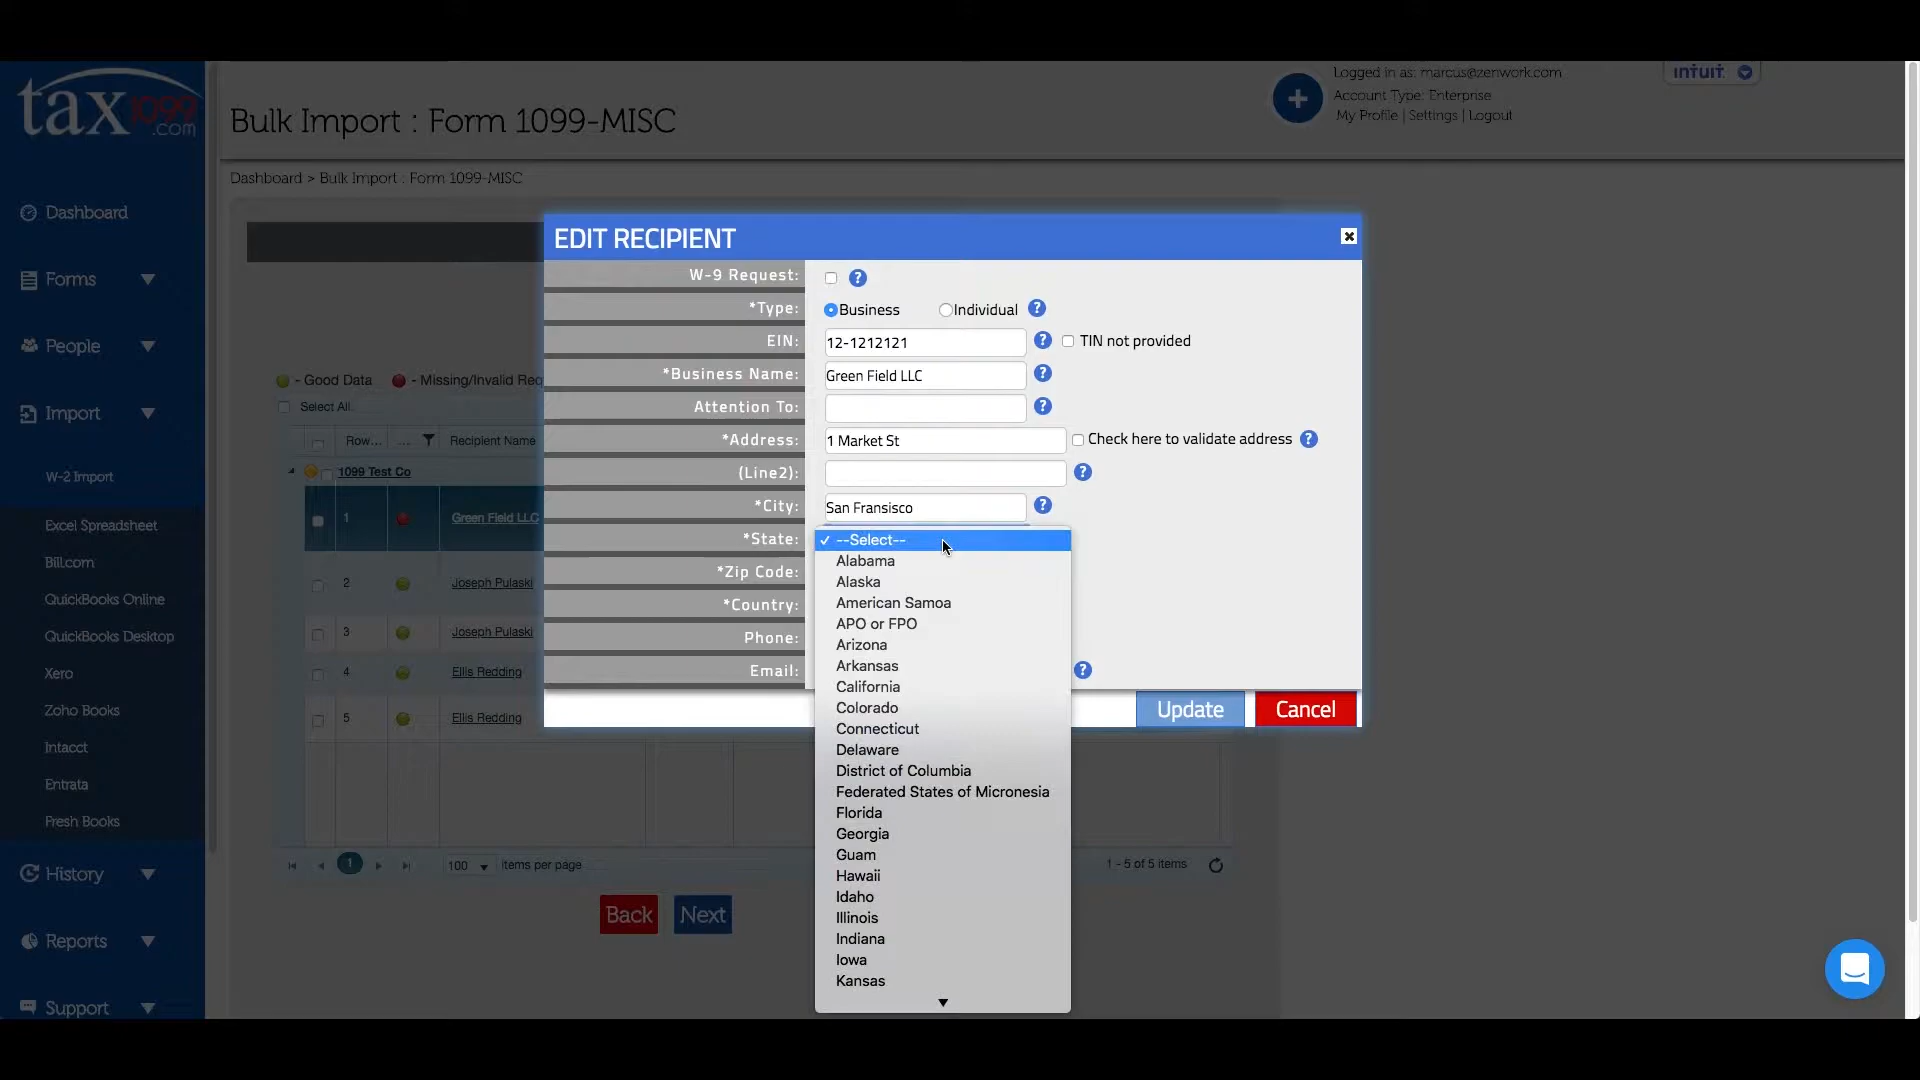 tax1099
.com
Bulk Import : Form 1099-MISC
Logged in as: marcus@zenwork.com
Account Type: Enterprise
My Profile | Settings | Logout
intuit
Dashboard > Bulk Import : Form 1099-MISC
Dashboard
Forms
People
Import
W-2 Import
Excel Spreadsheet
Bill.com
QuickBooks Online
QuickBooks Desktop
Xero
Zoho Books
Intacct
Entrata
Fresh Books
History
Reports
Support
- Good Data - Missing/Invalid Req
Select All
Row... ... Recipient Name
1099 Test Co
1 Green Field LLC
2 Joseph Pulaski
3 Joseph Pulaski
4 Ellis Redding
5 Ellis Redding
1 100 items per page
1 - 5 of 5 items
Back Next
EDIT RECIPIENT
W-9 Request:
*Type: Business Individual
EIN: 12-1212121 TIN not provided
*Business Name: Green Field LLC
Attention To:
*Address: 1 Market St Check here to validate address
(Line2):
*City: San Fransisco
*State:
*Zip Code:
*Country:
Phone:
Email:
✓ --Select--
Alabama
Alaska
American Samoa
APO or FPO
Arizona
Arkansas
California
Colorado
Connecticut
Delaware
District of Columbia
Federated States of Micronesia
Florida
Georgia
Guam
Hawaii
Idaho
Illinois
Indiana
Iowa
Kansas
Update Cancel